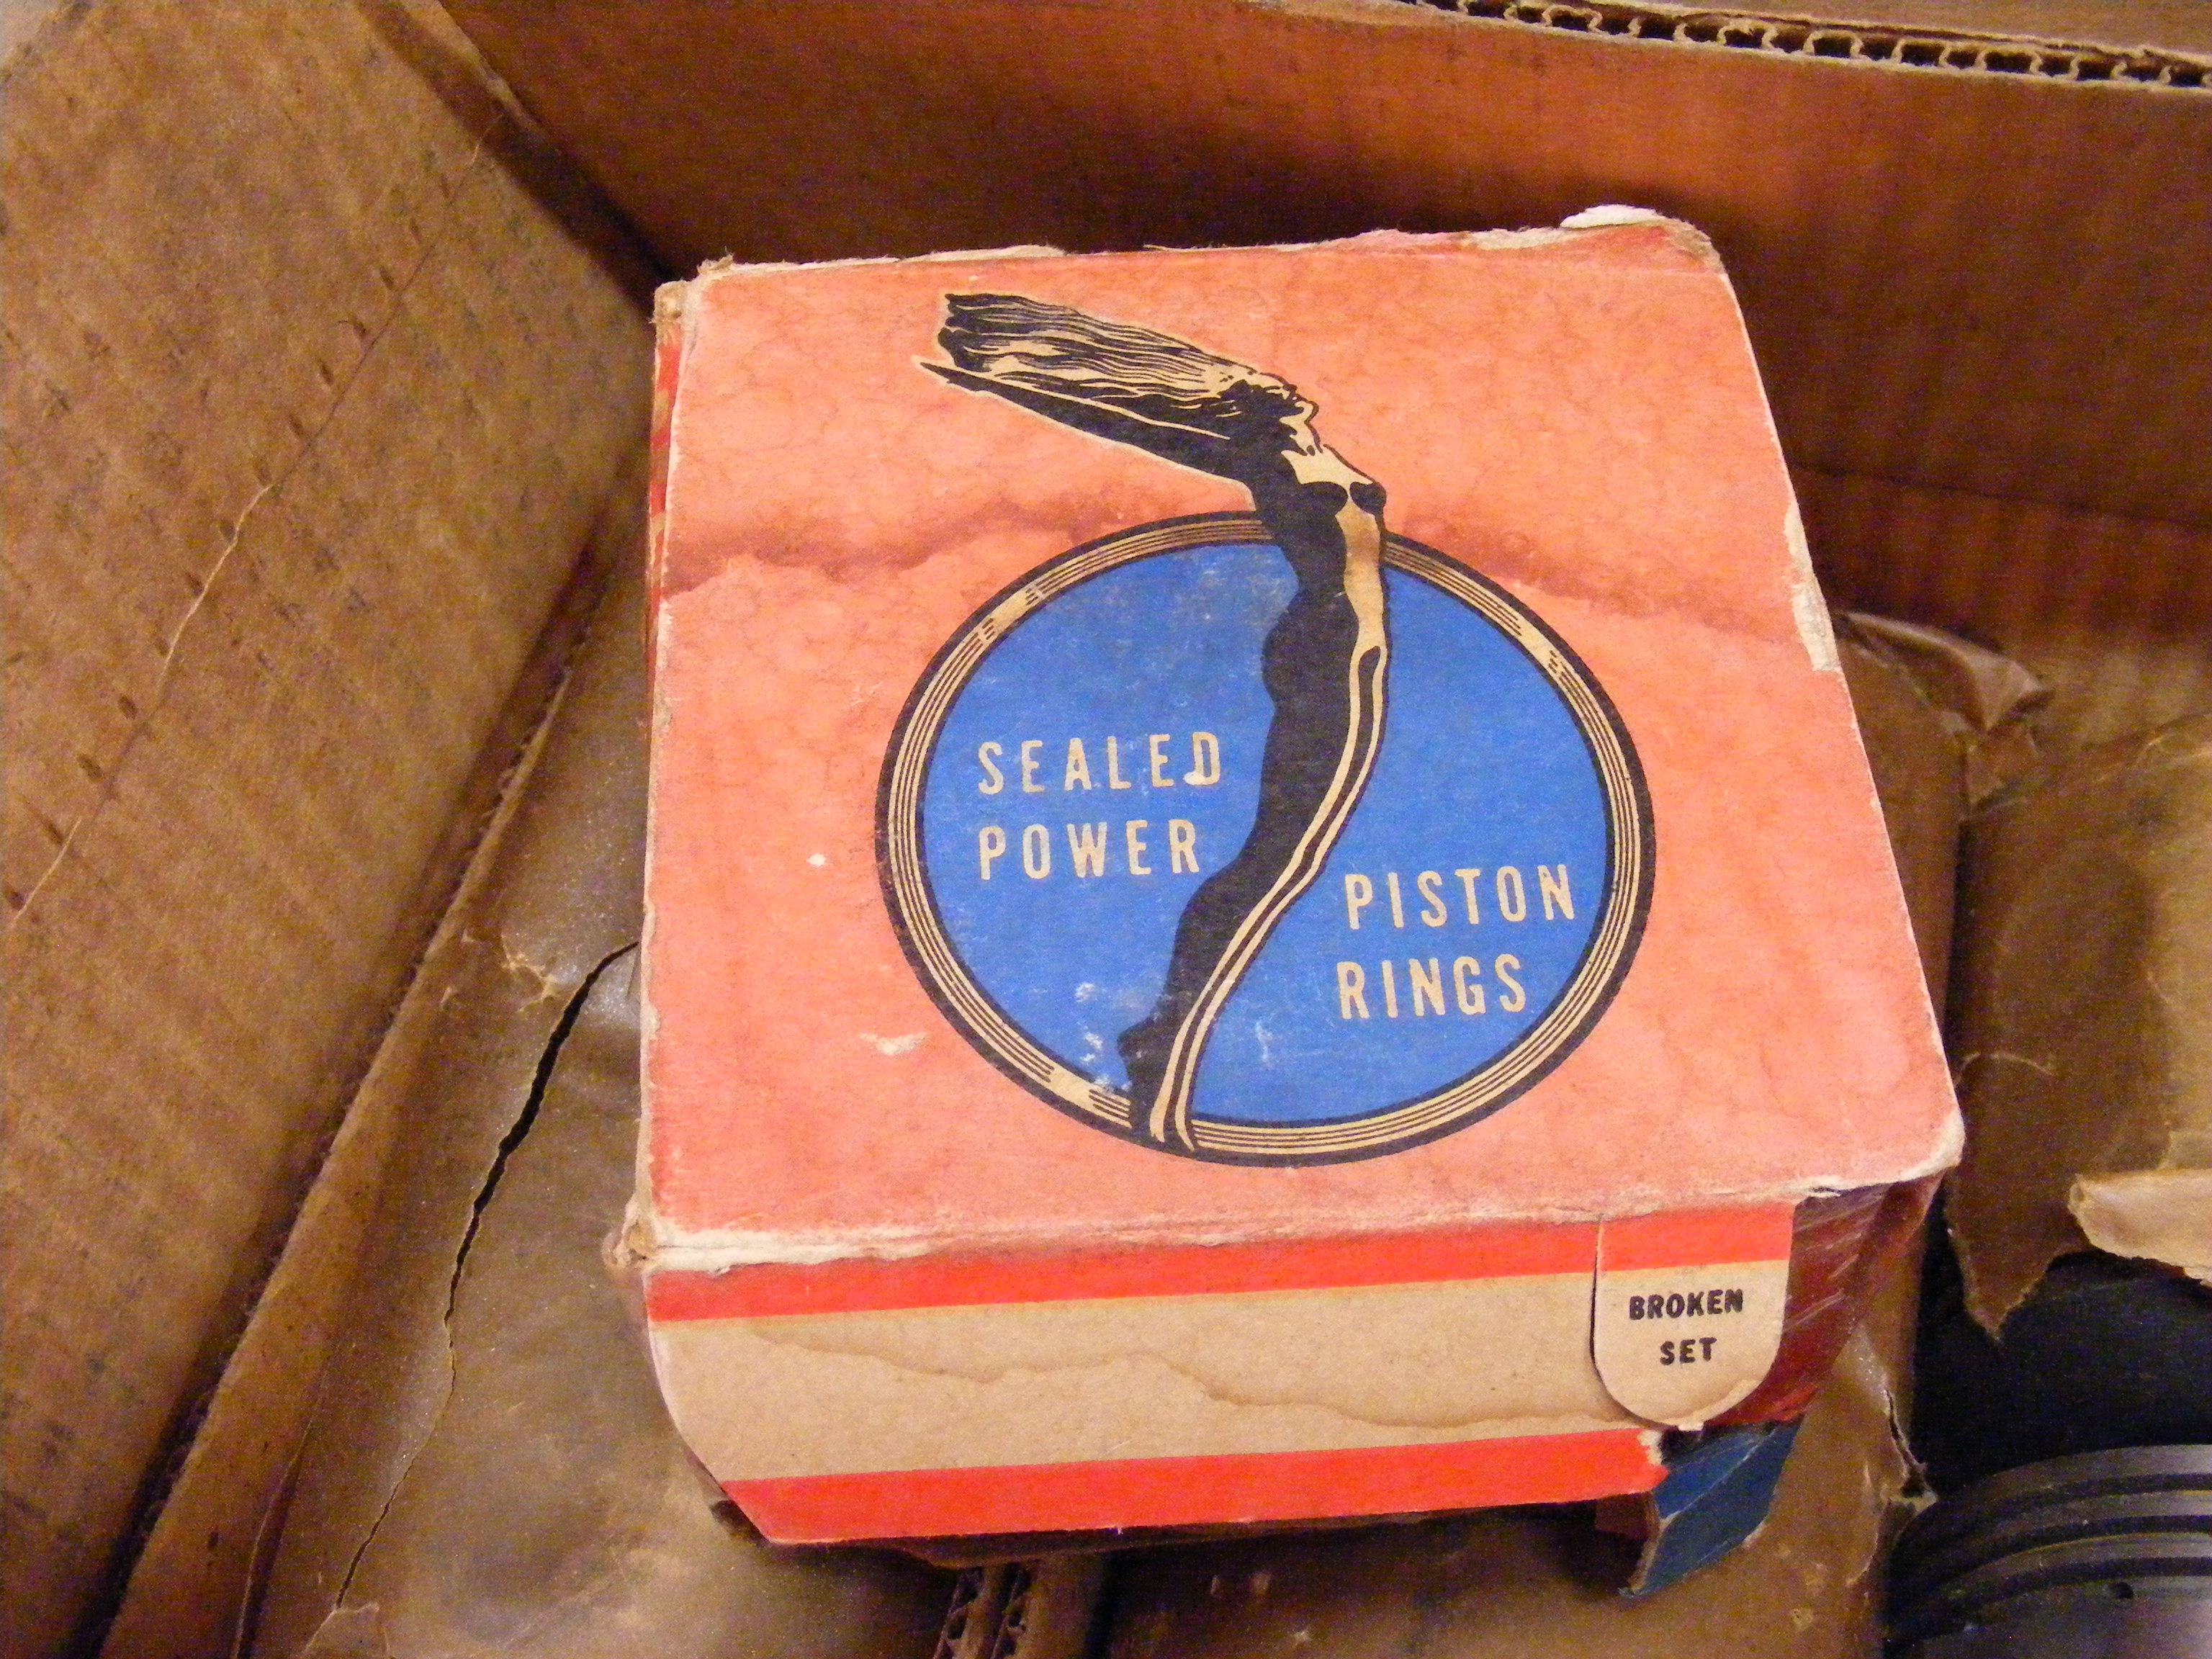 SEALED
POWER
PISTON
RINGS
BROKEN
SET